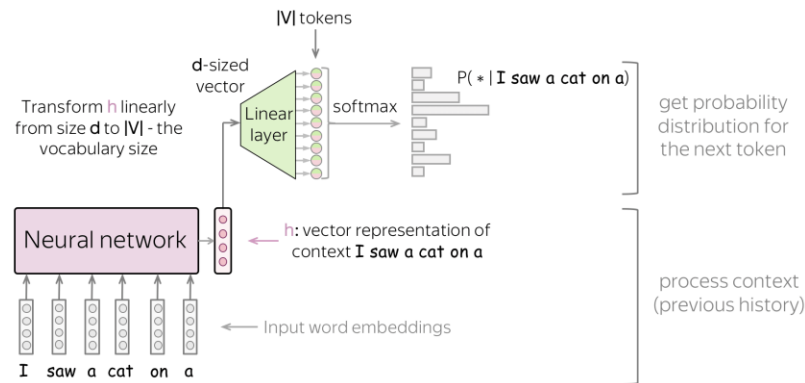 |V| tokens
d-sized
vector
P( * | I saw a cat on a)
Transform h linearly
from size d to |V| - the
vocabulary size
Linear
layer
softmax
get probability
distribution for
the next token
Neural network
h: vector representation of
context I saw a cat on a
process context
(previous history)
Input word embeddings
I saw a cat on a